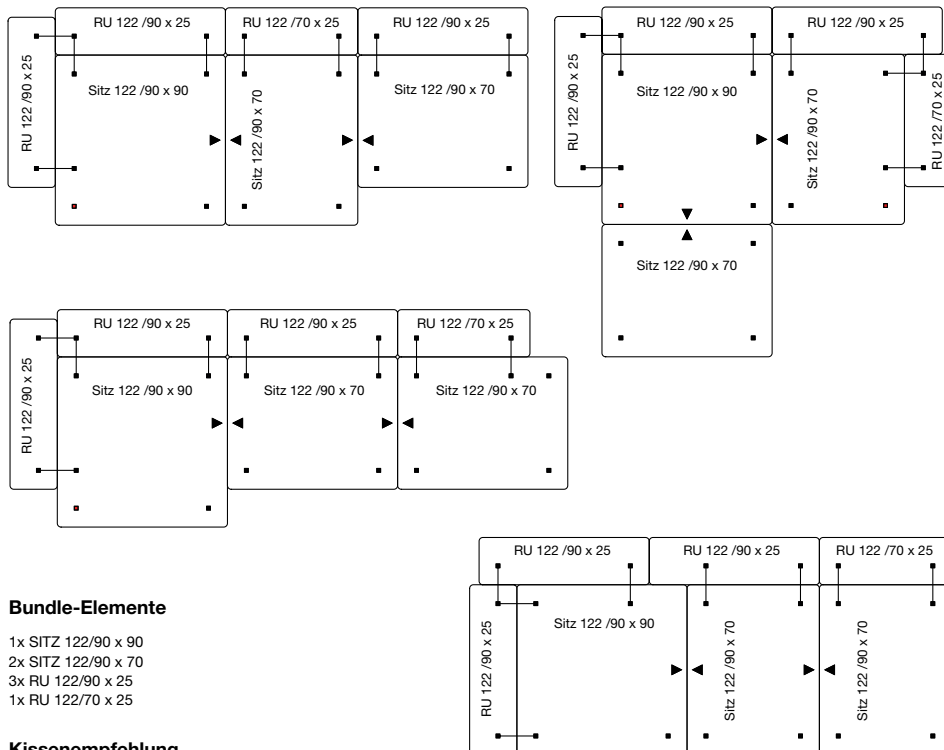 RU 122 /90 x 25
RU 122 /70 x 25
RU 122 /90 x 25
RU 122 /90 x 25
Sitz 122 /90 x 90
Sitz 122 /90 x 70
Sitz 122 /90 x 70
RU 122 /90 x 25
RU 122 /90 x 25
RU 122 /90 x 25
Sitz 122 /90 x 90
Sitz 122 /90 x 70
RU 122 /70 x 25
Sitz 122 /90 x 70
RU 122 /90 x 25
RU 122 /90 x 25
RU 122 /70 x 25
RU 122 /90 x 25
Sitz 122 /90 x 90
Sitz 122 /90 x 70
Sitz 122 /90 x 70
RU 122 /90 x 25
RU 122 /90 x 25
RU 122 /70 x 25
RU 122 /90 x 25
Sitz 122 /90 x 90
Sitz 122 /90 x 70
Sitz 122 /90 x 70
Bundle-Elemente
1x SITZ 122/90 x 90
2x SITZ 122/90 x 70
3x RU 122/90 x 25
1x RU 122/70 x 25
Kissenempfehlung